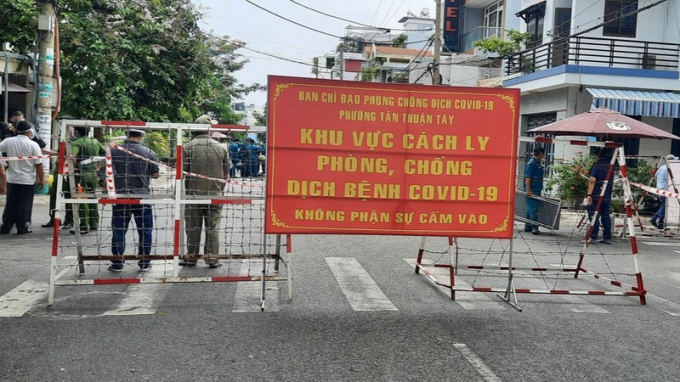 BAN CHỈ ĐẠO PHÒNG CHỐNG DỊCH COVID-19
PHƯỜNG TÂN THUẬN TÂY
KHU VỰC CÁCH LY
PHÒNG, CHỐNG
DỊCH BỆNH COVID-19
KHÔNG PHẬN SỰ CẤM VÀO